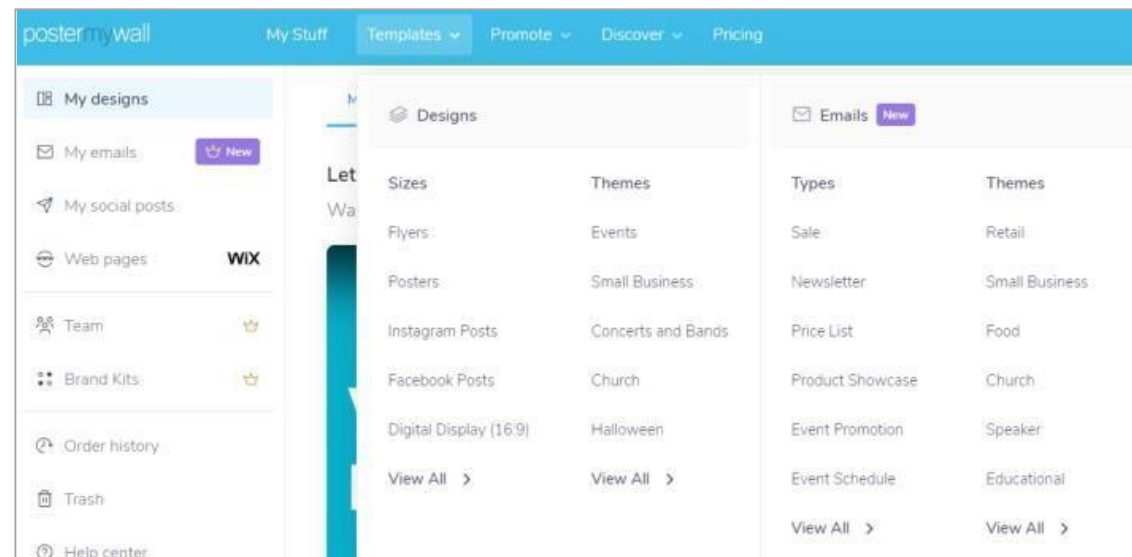 postermywall My Stuff Templates Promote Discover Pricing
My designs
My emails New
My social posts
Web pages WIX
Team
Brand Kits
Order history
Trash
Help center
M
Let
Wa
Designs
Sizes
Flyers
Posters
Instagram Posts
Facebook Posts
Digital Display (16:9)
View All
Themes
Events
Small Business
Concerts and Bands
Church
Halloween
View All
Emails New
Types
Sale
Newsletter
Price List
Product Showcase
Event Promotion
Event Schedule
View All
Themes
Retail
Small Business
Food
Church
Speaker
Educational
View All